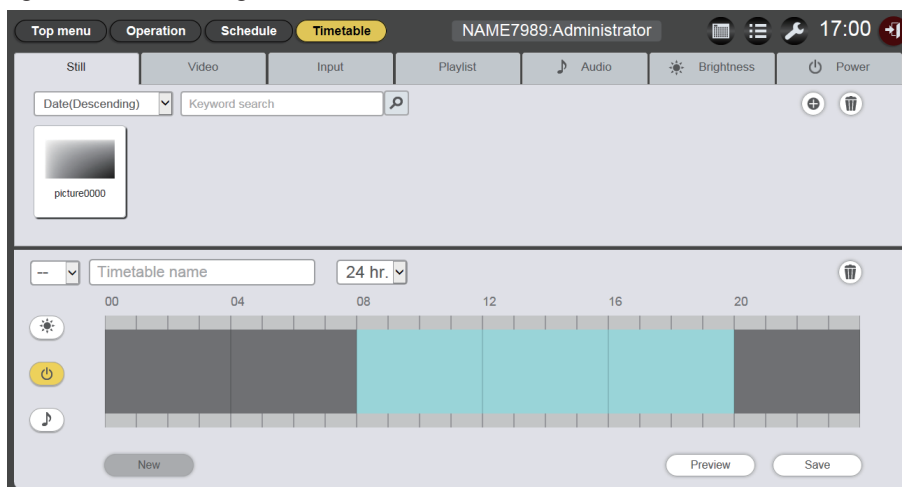 Top menu Operation Schedule Timetable NAME7989:Administrator 17:00
Still Video Input Playlist Audio Brightness Power
Date(Descending) Keyword search
picture0000
-- Timetable name 24 hr.
00 04 08 12 16 20
New Preview Save